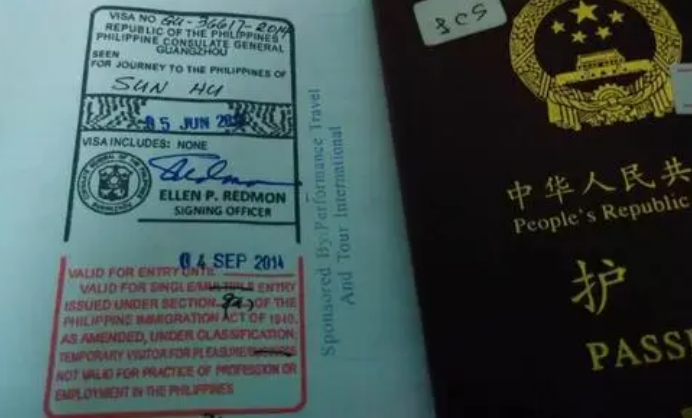 VISA NO. GU-36617-2014
REPUBLIC OF THE PHILIPPINES
PHILIPPINE CONSULATE GENERAL
GUANGZHOU
SEEN
FOR JOURNEY TO THE PHILIPPINES OF
SUN HU
05 JUN
VISA INCLUDES: NONE
ELLEN P. REDMON
SIGNING OFFICER
04 SEP 2014
VALID FOR ENTRY UNTIL
VALID FOR SINGLE/MULTIPLE ENTRY
ISSUED UNDER SECTION 9(a) OF THE
PHILIPPINE IMMIGRATION ACT OF 1940,
AS AMENDED, UNDER CLASSIFICATION:
TEMPORARY VISITOR FOR PLEASURE/BUSINESS
NOT VALID FOR PRACTICE OF PROFESSION OR
EMPLOYMENT IN THE PHILIPPINES
Sponsored By:Performance Travel
And Tour International
中华人民共
People's Republic
护
PASS